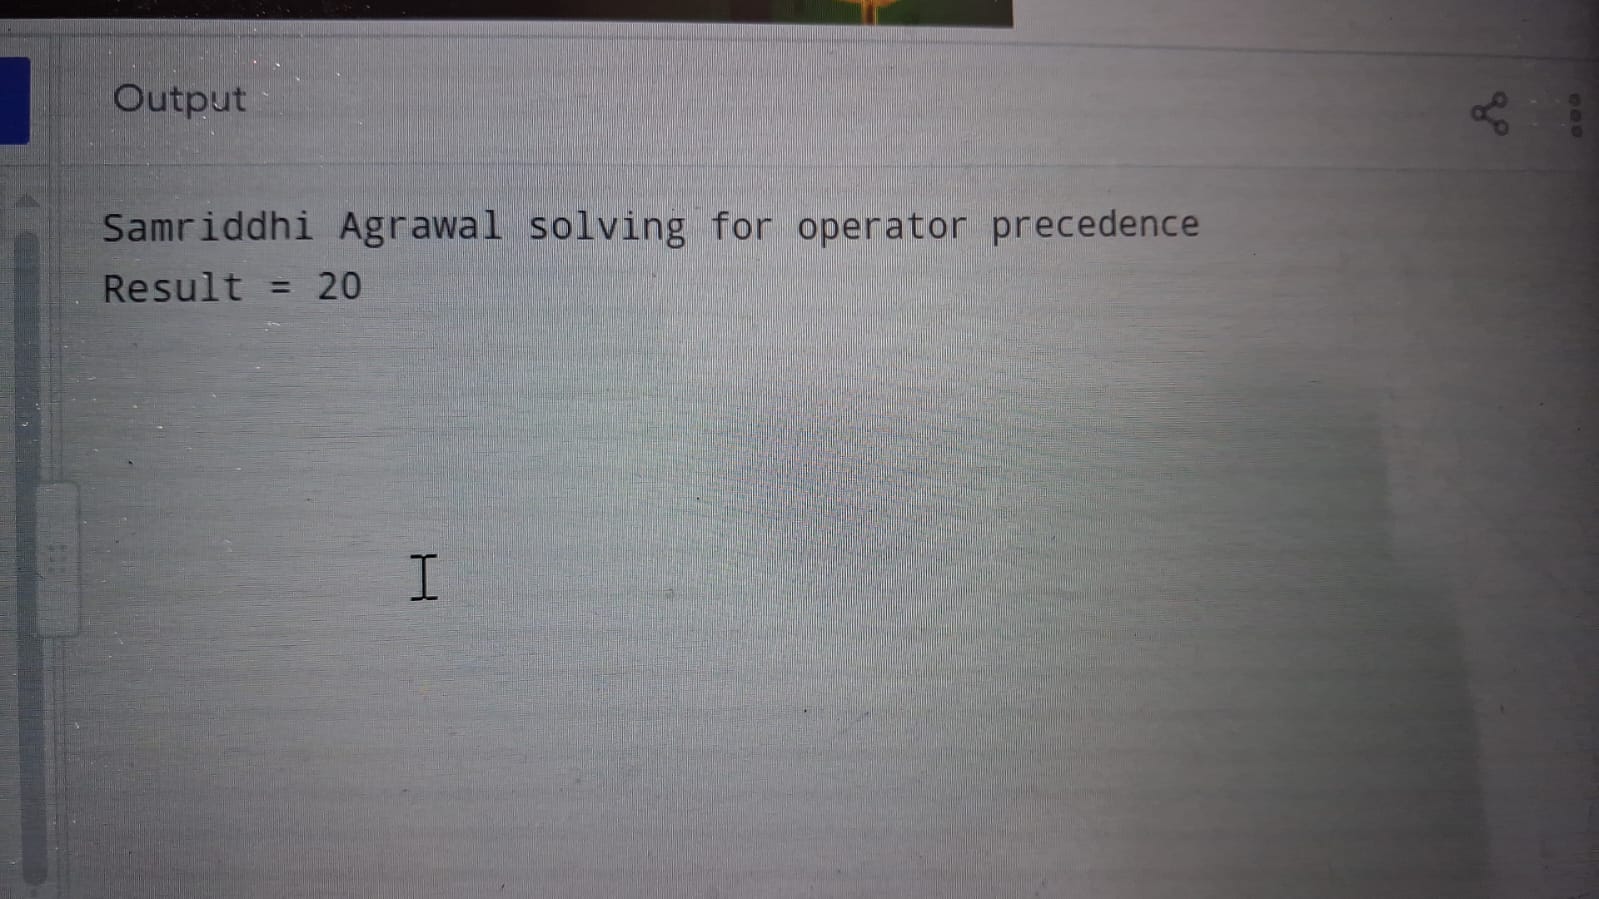 Output
Samriddhi Agrawal solving for operator precedence
Result = 20